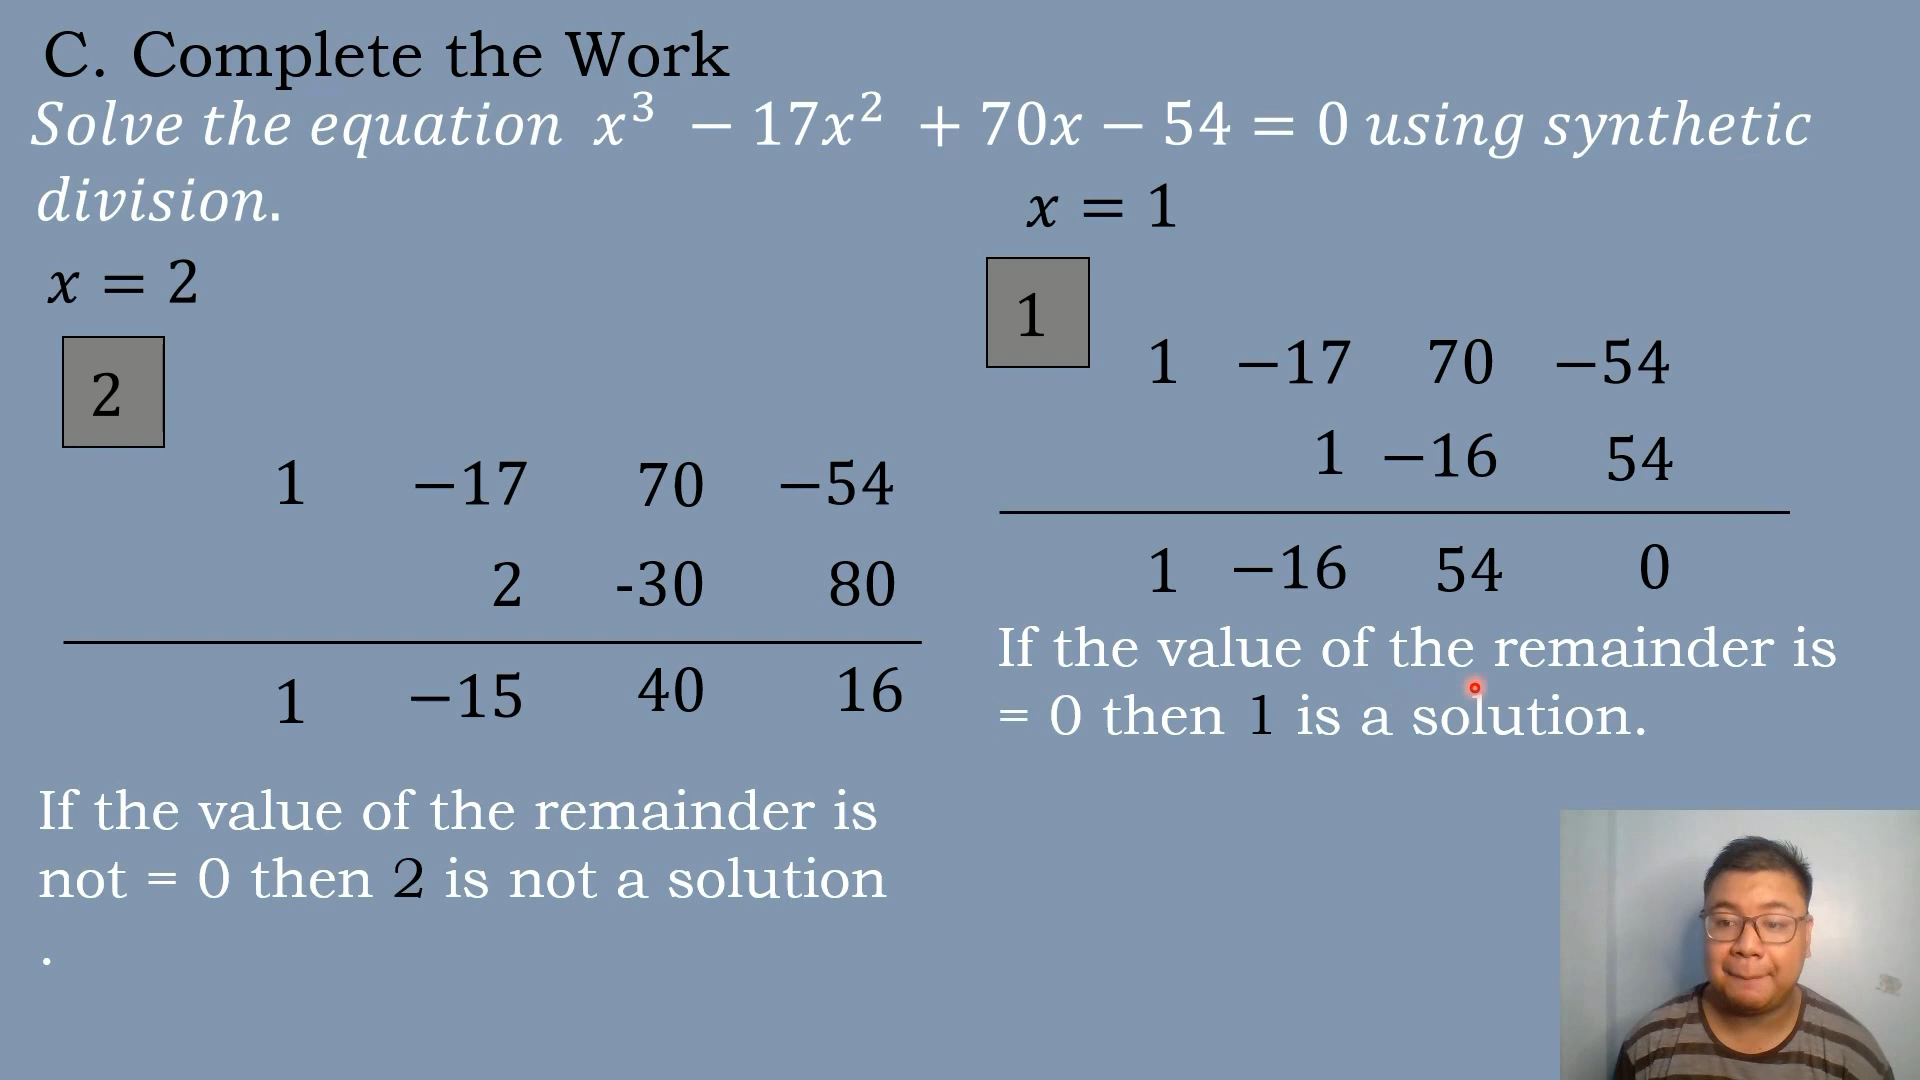 C. Complete the Work
Solve the equation x³ − 17x² + 70x − 54 = 0 using synthetic
division.
x = 2
2
1 −17 70 −54
2 -30 80
1 −15 40 16
If the value of the remainder is
not = 0 then 2 is not a solution
.
x = 1
1
1 −17 70 −54
1 −16 54
1 −16 54 0
If the value of the remainder is
= 0 then 1 is a solution.